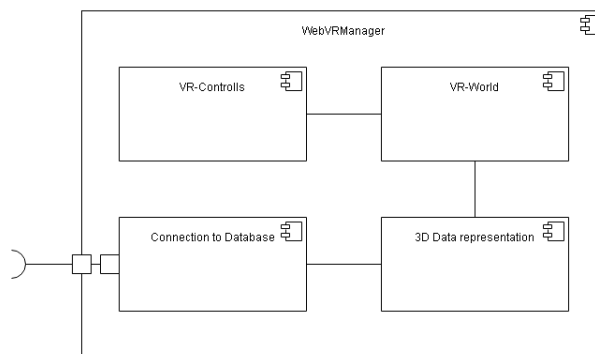 WebVRManager
VR-Controlls
VR-World
Connection to Database
3D Data representation